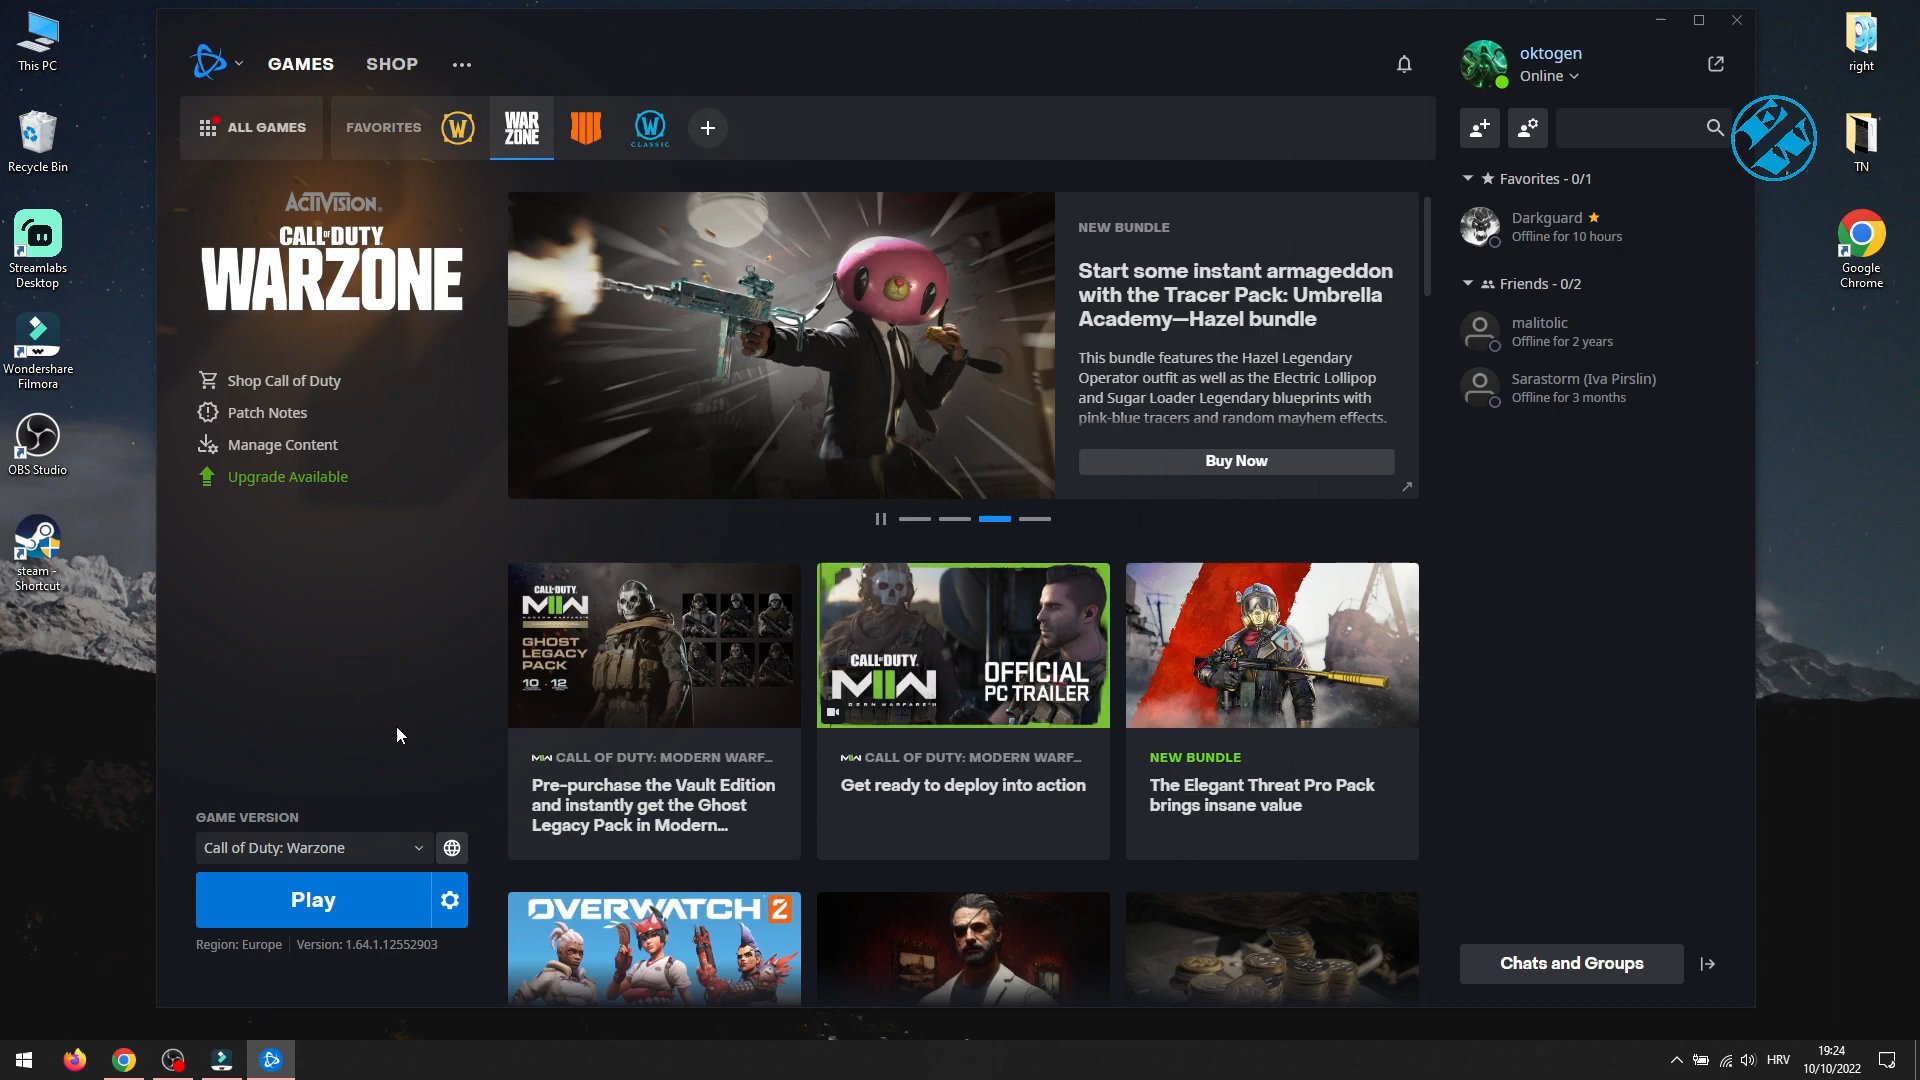 This PC
Recycle Bin
Streamlabs
Desktop
Wondershare
Filmora
OBS Studio
steam -
Shortcut
GAMES
SHOP
ALL GAMES
FAVORITES
W
WAR
ZONE
W
CLASSIC
ACTIVISION
CALL OF DUTY
WARZONE
Shop Call of Duty
Patch Notes
Manage Content
Upgrade Available
NEW BUNDLE
Start some instant armageddon
with the Tracer Pack: Umbrella
Academy—Hazel bundle
This bundle features the Hazel Legendary
Operator outfit as well as the Electric Lollipop
and Sugar Loader Legendary blueprints with
pink-blue tracers and random mayhem effects.
Buy Now
CALL OF DUTY
MWII
GHOST
LEGACY
PACK
10 12
CALL OF DUTY
MWII
OFFICIAL
PC TRAILER
MWII CALL OF DUTY: MODERN WARF...
Pre-purchase the Vault Edition
and instantly get the Ghost
Legacy Pack in Modern...
MWII CALL OF DUTY: MODERN WARF...
Get ready to deploy into action
NEW BUNDLE
The Elegant Threat Pro Pack
brings insane value
OVERWATCH 2
GAME VERSION
Call of Duty: Warzone
Play
Region: Europe
Version: 1.64.1.12552903
oktogen
Online
Favorites - 0/1
Darkguard
Offline for 10 hours
Friends - 0/2
malitolic
Offline for 2 years
Sarastorm (Iva Pirslin)
Offline for 3 months
Chats and Groups
right
TN
Google
Chrome
HRV
19:24
10/10/2022